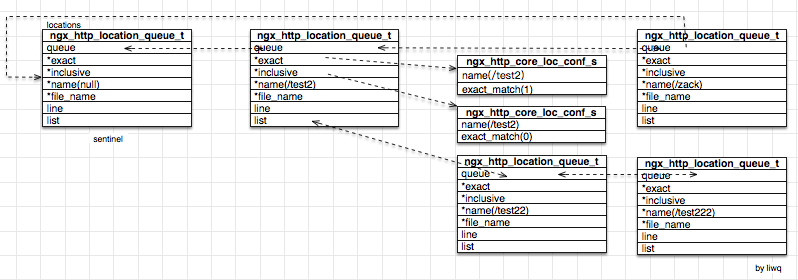 locations
ngx_http_location_queue_t
queue
*exact
*inclusive
*name(null)
*file_name
line
list
sentinel
ngx_http_location_queue_t
queue
*exact
*inclusive
*name(/test2)
*file_name
line
list
ngx_http_core_loc_conf_s
name(/test2)
exact_match(1)
ngx_http_core_loc_conf_s
name(/test2)
exact_match(0)
ngx_http_location_queue_t
queue
*exact
*inclusive
*name(/zack)
*file_name
line
list
ngx_http_location_queue_t
queue
*exact
*inclusive
*name(/test22)
*file_name
line
list
ngx_http_location_queue_t
queue
*exact
*inclusive
*name(/test222)
*file_name
line
list
by liwq